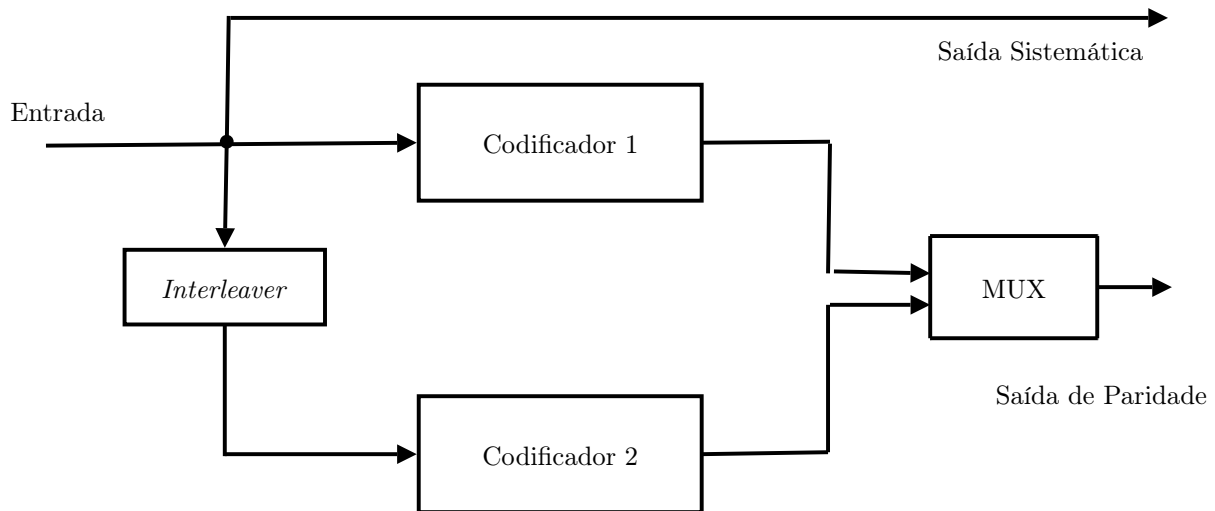 Saída Sistemática
Entrada
Codificador 1
Interleaver
MUX
Saída de Paridade
Codificador 2